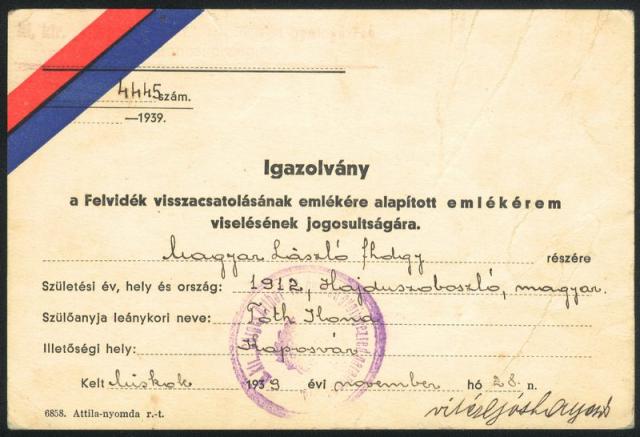 4445 szám.
—1939.
Igazolvány
a Felvidék visszacsatolásának emlékére alapított emlékérem
viselésének jogosultságára.
Magyar László fhdgy részére
Születési év, hely és ország: 1912, Hajduszoboszló, magyar.
Szülőanyja leánykori neve: Tóth Ilona
Illetőségi hely: Kaposvár
Kelt Miskolc 1939 évi november hó 28. n.
vitéz
6858. Attila-nyomda r.-t.